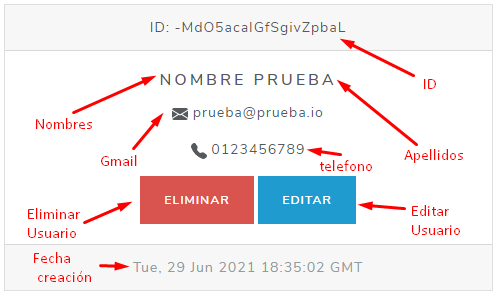 ID: -MdO5acaIGfSgivZpbaL
ID
NOMBRE PRUEBA
Nombres
prueba@prueba.io
Apellidos
Gmail
0123456789
telefono
ELIMINAR
EDITAR
Eliminar
Usuario
Editar
Usuario
Fecha
creación
Tue, 29 Jun 2021 18:35:02 GMT